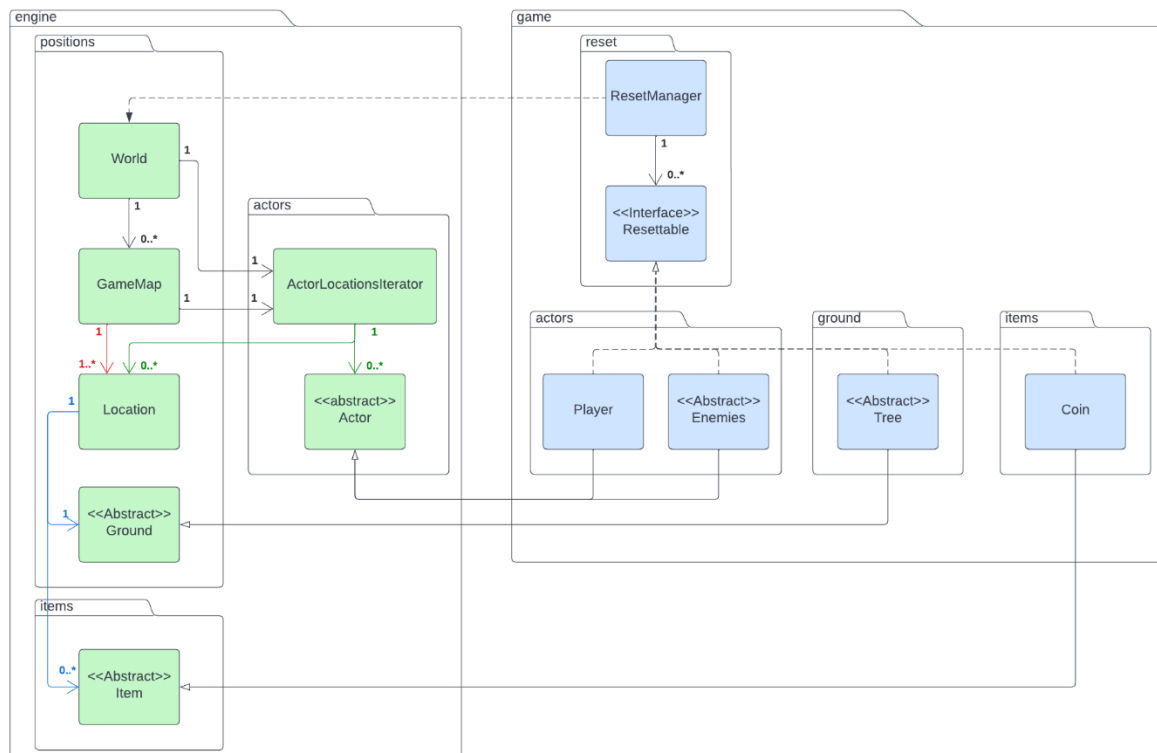 engine
game
positions
reset
ResetManager
World
1
1
1
0..*
<<Interface>>
Resettable
actors
0..*
GameMap
1
ActorLocationsIterator
1
1
1
1
actors
ground
items
1..*
0..*
0..*
Location
1
<<abstract>>
Actor
Player
<<Abstract>>
Enemies
<<Abstract>>
Tree
Coin
1
<<Abstract>>
Ground
items
0..*
<<Abstract>>
Item